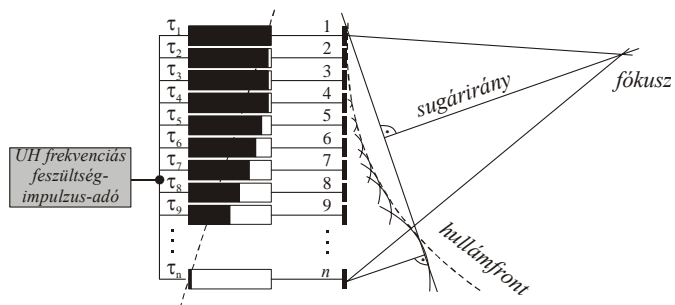 τ1 1
τ2 2
τ3 3
τ4 4
τ5 5
τ6 6
τ7 7
τ8 8
τ9 9
τn n
UH frekvenciás
feszültség-
impulzus-adó
sugárirány
fókusz
hullámfront